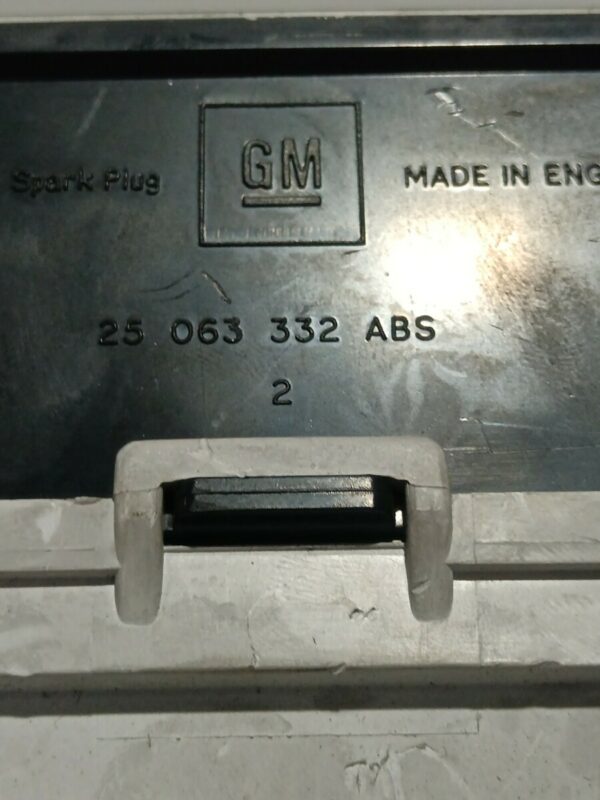 GM
Spark Plug MADE IN ENG
25 063 332 ABS
2